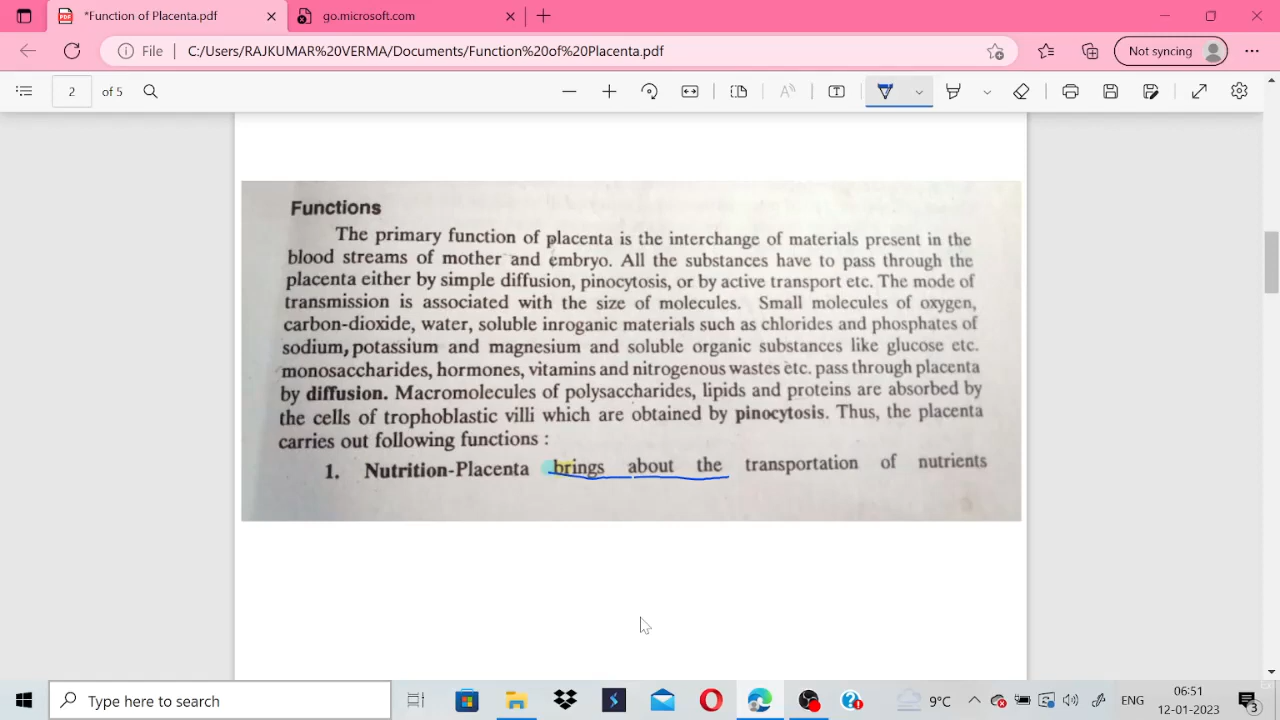 *Function of Placenta.pdf
go.microsoft.com
File C:/Users/RAJKUMAR%20VERMA/Documents/Function%20of%20Placenta.pdf
Not syncing
2 of 5
Functions
The primary function of placenta is the interchange of materials present in the
blood streams of mother and embryo. All the substances have to pass through the
placenta either by simple diffusion, pinocytosis, or by active transport etc. The mode of
transmission is associated with the size of molecules. Small molecules of oxygen,
carbon-dioxide, water, soluble inroganic materials such as chlorides and phosphates of
sodium, potassium and magnesium and soluble organic substances like glucose etc.
monosaccharides, hormones, vitamins and nitrogenous wastes etc. pass through placenta
by diffusion. Macromolecules of polysaccharides, lipids and proteins are absorbed by
the cells of trophoblastic villi which are obtained by pinocytosis. Thus, the placenta
carries out following functions :
1. Nutrition-Placenta brings about the transportation of nutrients
Type here to search
9°C
ENG
06:51
12-01-2023
3